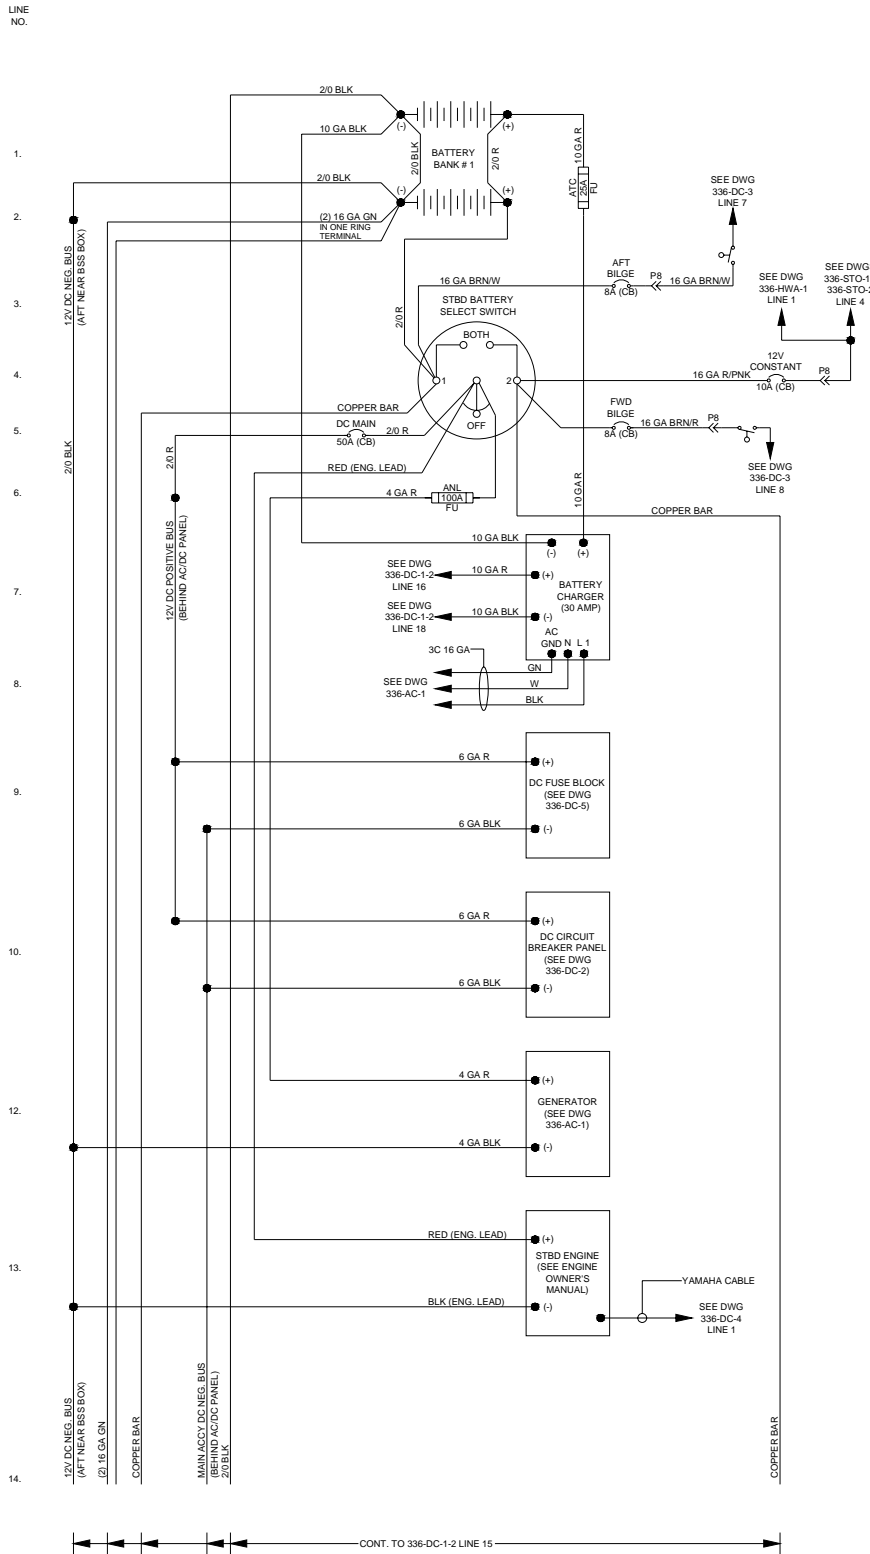 LINE
NO.
2/0 BLK
10 GA BLK
(-)
(+)
2/0 BLK
2/0 R
BATTERY
BANK # 1
10 GA R
ATC
25A
FU
1.
2/0 BLK
(-)
(+)
(2) 16 GA GN
IN ONE RING
TERMINAL
2.
SEE DWG
336-DC-3
LINE 7
12V DC NEG. BUS
(AFT NEAR BSS BOX)
16 GA BRN/W
AFT
BILGE
8A (CB)
P8
16 GA BRN/W
SEE DWG
336-HWA-1
LINE 1
SEE DWG
336-STO-1
336-STO-2
LINE 4
3.
2/0 R
STBD BATTERY
SELECT SWITCH
BOTH
1
2
OFF
4.
16 GA R/PNK
12V
CONSTANT
10A (CB)
P8
COPPER BAR
5.
DC MAIN
50A (CB)
2/0 R
FWD
BILGE
8A (CB)
16 GA BRN/R
P8
SEE DWG
336-DC-3
LINE 8
2/0 BLK
2/0 R
RED (ENG. LEAD)
6.
4 GA R
ANL
100A
FU
10 GA R
COPPER BAR
10 GA BLK
(-)
(+)
12V DC POSITIVE BUS
(BEHIND AC/DC PANEL)
7.
SEE DWG
336-DC-1-2
LINE 16
10 GA R
(+)
BATTERY
CHARGER
(30 AMP)
SEE DWG
336-DC-1-2
LINE 18
10 GA BLK
(-)
AC
GND N L 1
3C 16 GA
8.
SEE DWG
336-AC-1
GN
W
BLK
9.
6 GA R
(+)
DC FUSE BLOCK
(SEE DWG
336-DC-5)
6 GA BLK
(-)
10.
6 GA R
(+)
DC CIRCUIT
BREAKER PANEL
(SEE DWG
336-DC-2)
6 GA BLK
(-)
12.
4 GA R
(+)
GENERATOR
(SEE DWG
336-AC-1)
4 GA BLK
(-)
13.
RED (ENG. LEAD)
(+)
STBD ENGINE
(SEE ENGINE
OWNER'S
MANUAL)
BLK (ENG. LEAD)
(-)
YAMAHA CABLE
SEE DWG
336-DC-4
LINE 1
14.
12V DC NEG. BUS
(AFT NEAR BSS BOX)
(2) 16 GA GN
COPPER BAR
MAIN ACCY DC NEG. BUS
(BEHIND AC/DC PANEL)
2/0 BLK
COPPER BAR
CONT. TO 336-DC-1-2 LINE 15